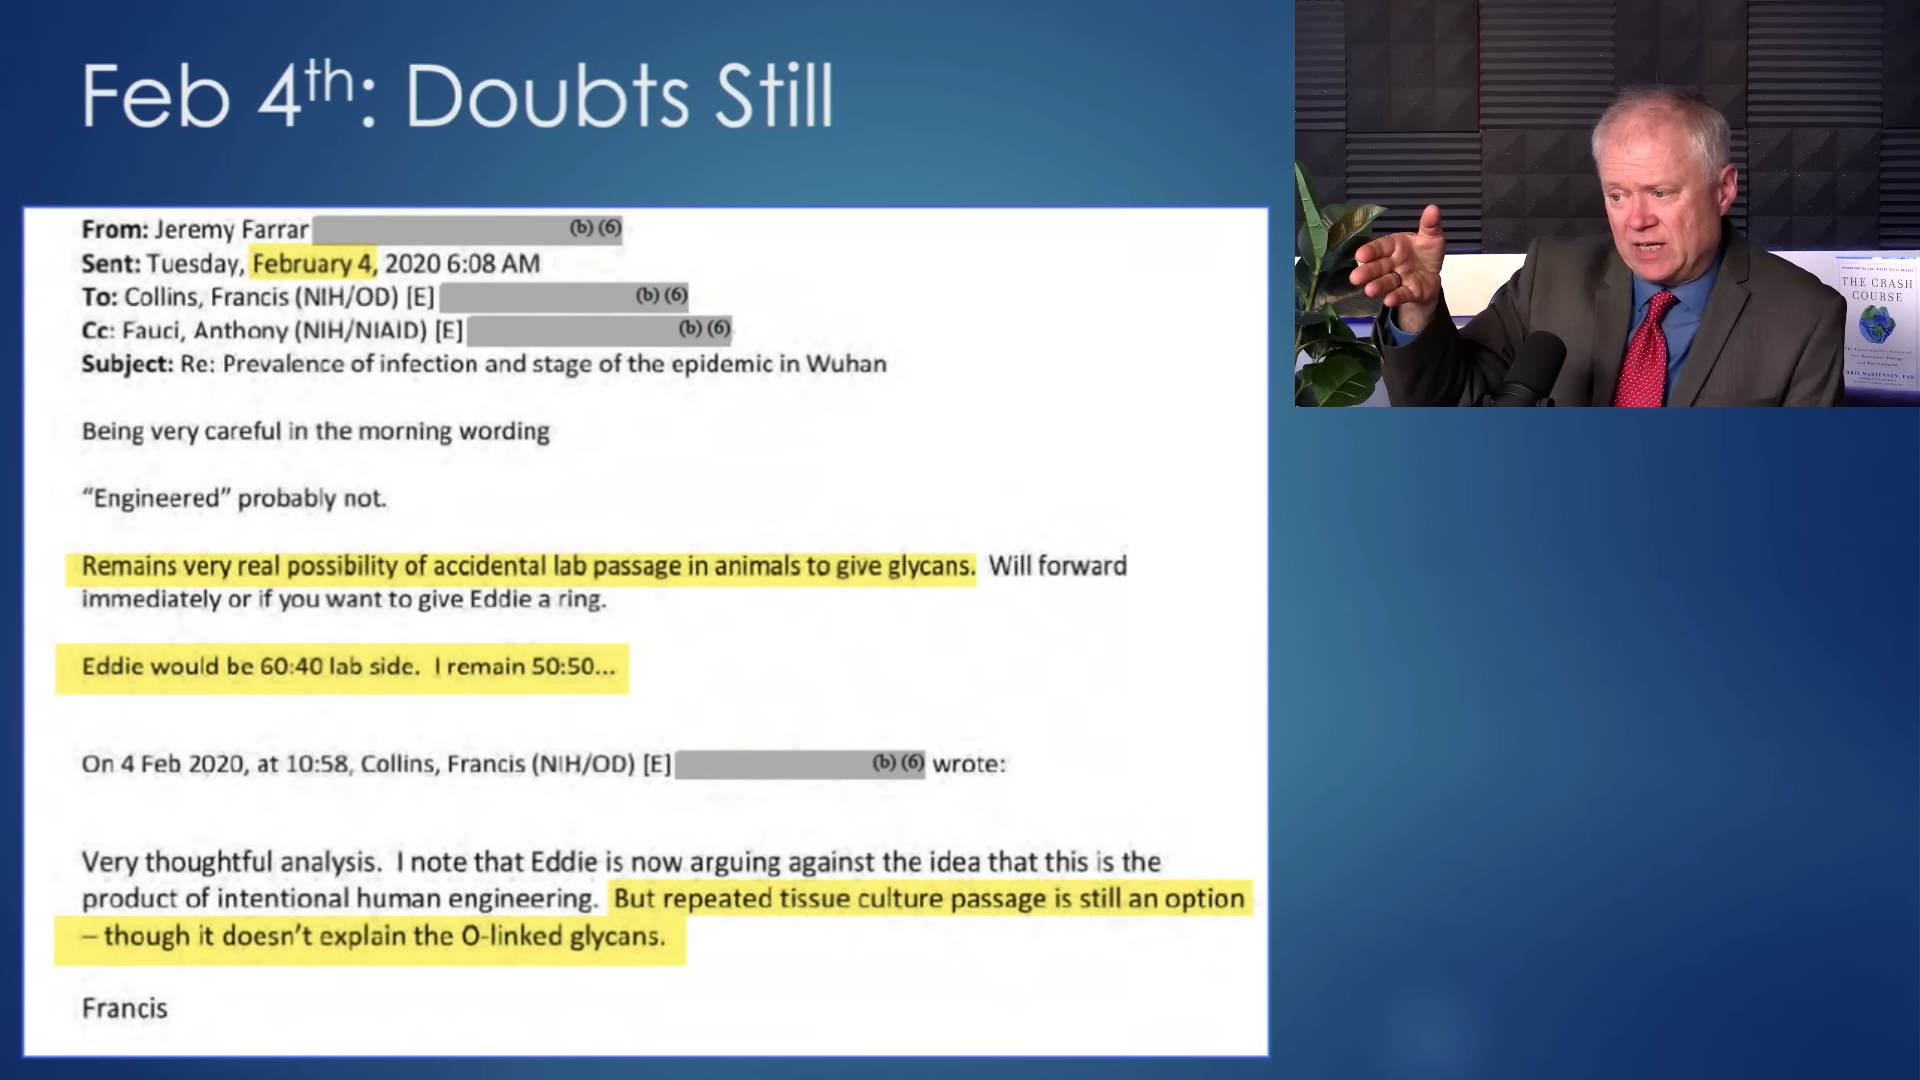 Feb 4th: Doubts Still
From: Jeremy Farrar (b) (6)
Sent: Tuesday, February 4, 2020 6:08 AM
To: Collins, Francis (NIH/OD) [E] (b) (6)
Cc: Fauci, Anthony (NIH/NIAID) [E] (b) (6)
Subject: Re: Prevalence of infection and stage of the epidemic in Wuhan
Being very careful in the morning wording
“Engineered” probably not.
Remains very real possibility of accidental lab passage in animals to give glycans. Will forward
immediately or if you want to give Eddie a ring.
Eddie would be 60:40 lab side. I remain 50:50...
On 4 Feb 2020, at 10:58, Collins, Francis (NIH/OD) [E] (b) (6) wrote:
Very thoughtful analysis. I note that Eddie is now arguing against the idea that this is the
product of intentional human engineering. But repeated tissue culture passage is still an option
– though it doesn’t explain the O-linked glycans.
Francis
THE CRASH
COURSE